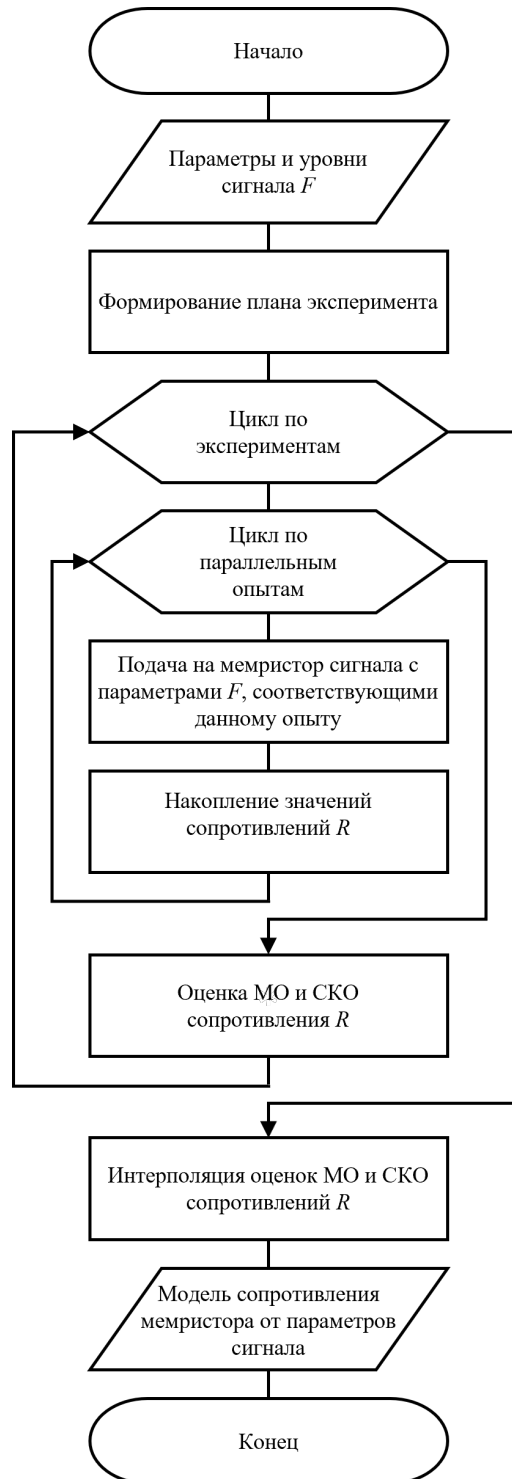 Начало
Параметры и уровни
сигнала F
Формирование плана эксперимента
Цикл по
экспериментам
Цикл по
параллельным
опытам
Подача на мемристор сигнала с
параметрами F, соответствующими
данному опыту
Накопление значений
сопротивлений R
Оценка МО и СКО
сопротивления R
Интерполяция оценок МО и СКО
сопротивлений R
Модель сопротивления
мемристора от параметров
сигнала
Конец